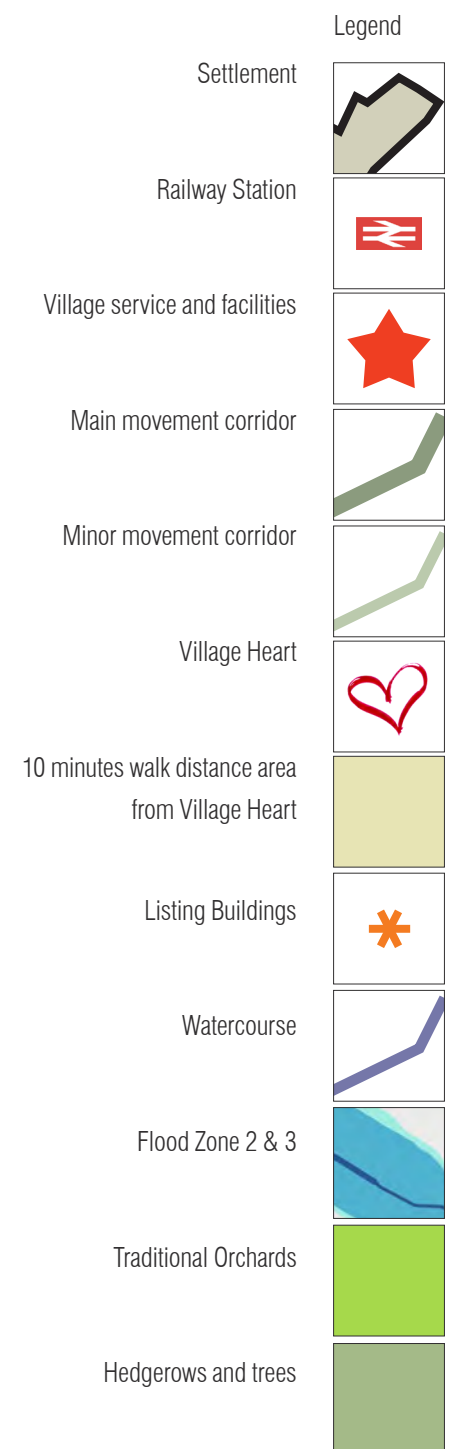 Legend
Settlement
Railway Station
Village service and facilities
Main movement corridor
Minor movement corridor
Village Heart
10 minutes walk distance area
from Village Heart
Listing Buildings
Watercourse
Flood Zone 2 & 3
Traditional Orchards
Hedgerows and trees